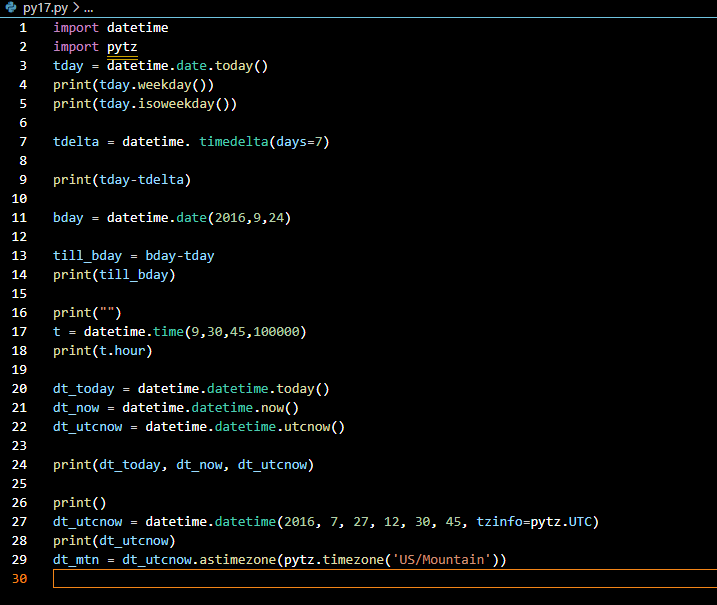 py17.py > ...
1 import datetime
2 import pytz
3 tday = datetime.date.today()
4 print(tday.weekday())
5 print(tday.isoweekday())
6
7 tdelta = datetime. timedelta(days=7)
8
9 print(tday-tdelta)
10
11 bday = datetime.date(2016,9,24)
12
13 till_bday = bday-tday
14 print(till_bday)
15
16 print("")
17 t = datetime.time(9,30,45,100000)
18 print(t.hour)
19
20 dt_today = datetime.datetime.today()
21 dt_now = datetime.datetime.now()
22 dt_utcnow = datetime.datetime.utcnow()
23
24 print(dt_today, dt_now, dt_utcnow)
25
26 print()
27 dt_utcnow = datetime.datetime(2016, 7, 27, 12, 30, 45, tzinfo=pytz.UTC)
28 print(dt_utcnow)
29 dt_mtn = dt_utcnow.astimezone(pytz.timezone('US/Mountain'))
30